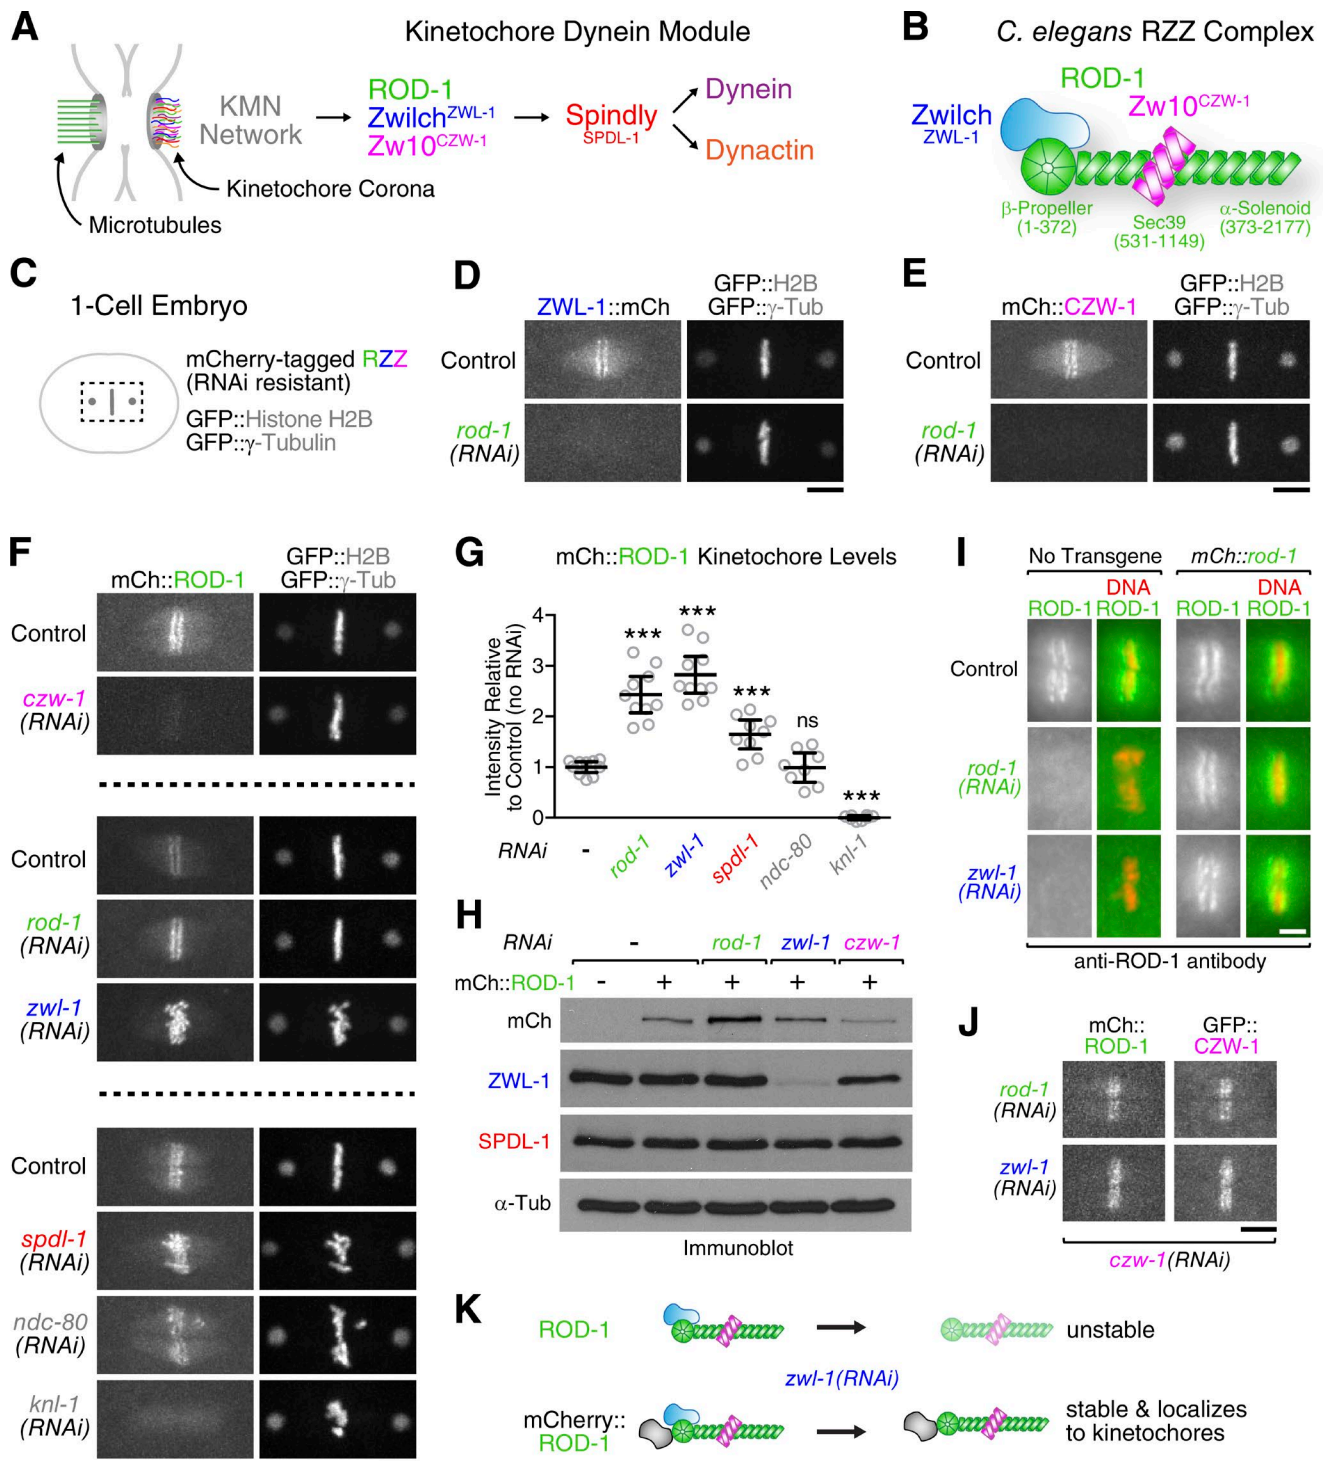 A
Kinetochore Dynein Module
KMN
Network
ROD-1
Zwilch^ZWL-1
Zw10^CZW-1
Spindly
SPDL-1
Dynein
Dynactin
Kinetochore Corona
Microtubules
B
C. elegans RZZ Complex
ROD-1
Zw10^CZW-1
Zwilch
ZWL-1
β-Propeller
(1-372)
Sec39
(531-1149)
α-Solenoid
(373-2177)
C
1-Cell Embryo
mCherry-tagged RZZ
(RNAi resistant)
GFP::Histone H2B
GFP::γ-Tubulin
D
ZWL-1::mCh
GFP::H2B
GFP::γ-Tub
Control
rod-1
(RNAi)
E
mCh::CZW-1
GFP::H2B
GFP::γ-Tub
Control
rod-1
(RNAi)
F
mCh::ROD-1
GFP::H2B
GFP::γ-Tub
Control
czw-1
(RNAi)
Control
rod-1
(RNAi)
zwl-1
(RNAi)
Control
spdl-1
(RNAi)
ndc-80
(RNAi)
knl-1
(RNAi)
G
mCh::ROD-1 Kinetochore Levels
Intensity Relative
to Control (no RNAi)
4
3
2
1
0
***
***
***
ns
***
RNAi
-
rod-1
zwl-1
spdl-1
ndc-80
knl-1
H
RNAi - rod-1 zwl-1 czw-1
mCh::ROD-1 - + + + +
mCh
ZWL-1
SPDL-1
α-Tub
Immunoblot
I
No Transgene
mCh::rod-1
DNA
DNA
ROD-1 ROD-1 ROD-1 ROD-1
Control
rod-1
(RNAi)
zwl-1
(RNAi)
anti-ROD-1 antibody
J
mCh::
ROD-1
GFP::
CZW-1
rod-1
(RNAi)
zwl-1
(RNAi)
czw-1(RNAi)
K
ROD-1
unstable
zwl-1(RNAi)
mCherry::
ROD-1
stable & localizes
to kinetochores